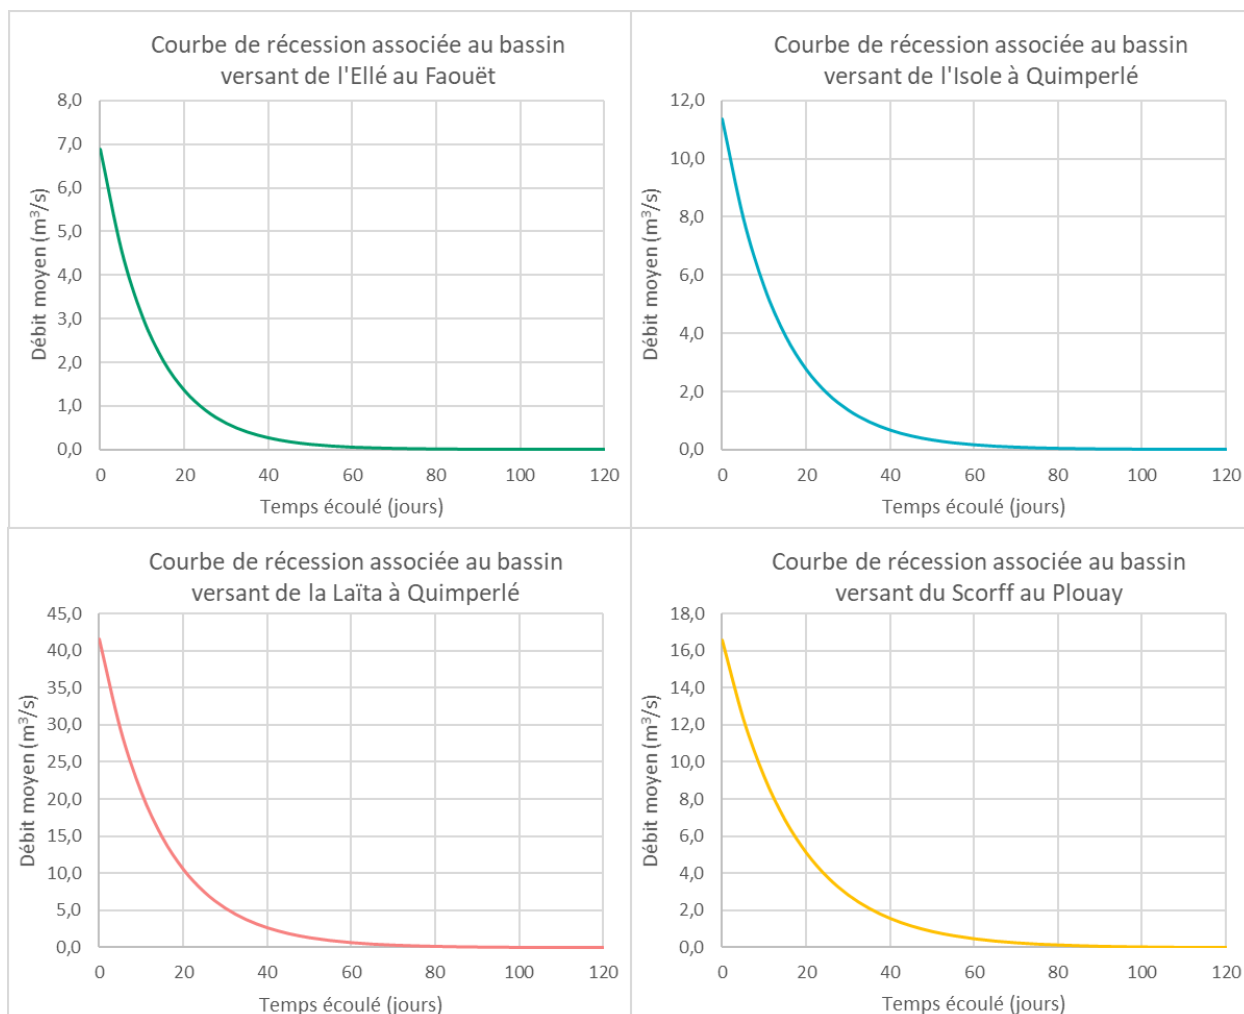 Courbe de récession associée au bassin
versant de l'Ellé au Faouët
8,0
7,0
6,0
5,0
4,0
3,0
2,0
1,0
0,0
Débit moyen (m³/s)
0 20 40 60 80 100 120
Temps écoulé (jours)
Courbe de récession associée au bassin
versant de l'Isole à Quimperlé
12,0
10,0
8,0
6,0
4,0
2,0
0,0
Débit moyen (m³/s)
0 20 40 60 80 100 120
Temps écoulé (jours)
Courbe de récession associée au bassin
versant de la Laïta à Quimperlé
45,0
40,0
35,0
30,0
25,0
20,0
15,0
10,0
5,0
0,0
Débit moyen (m³/s)
0 20 40 60 80 100 120
Temps écoulé (jours)
Courbe de récession associée au bassin
versant du Scorff au Plouay
18,0
16,0
14,0
12,0
10,0
8,0
6,0
4,0
2,0
0,0
Débit moyen (m³/s)
0 20 40 60 80 100 120
Temps écoulé (jours)